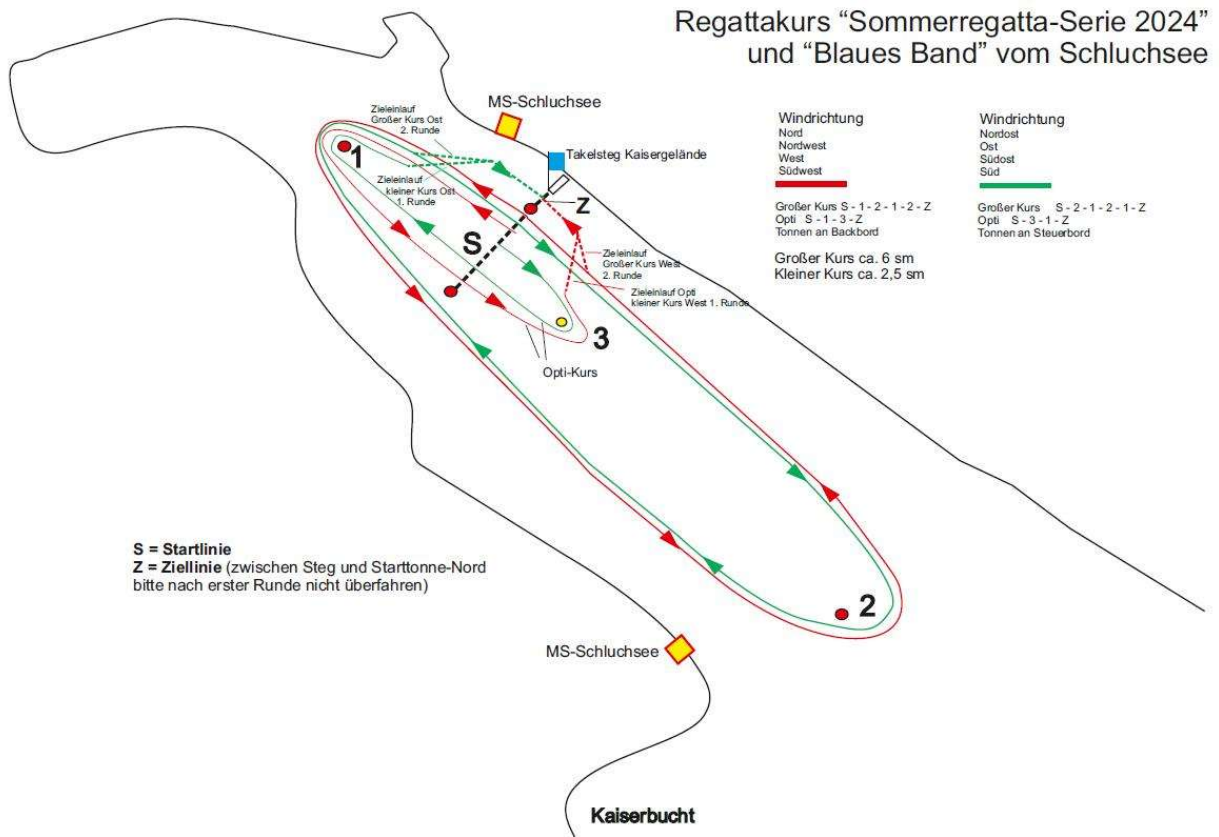 Regattakurs “Sommerregatta-Serie 2024”
und “Blaues Band” vom Schluchsee
MS-Schluchsee
Zieleinlauf
Großer Kurs Ost
2. Runde
Takelsteg Kaisergelände
1
Zieleinlauf
kleiner Kurs Ost
1. Runde
Z
S
Zieleinlauf
Großer Kurs West
2. Runde
Zieleinlauf Opti
kleiner Kurs West 1. Runde
3
Opti-Kurs
Windrichtung
Nord
Nordwest
West
Südwest
Großer Kurs S - 1 - 2 - 1 - 2 - Z
Opti S - 1 - 3 - Z
Tonnen an Backbord
Großer Kurs ca. 6 sm
Kleiner Kurs ca. 2,5 sm
Windrichtung
Nordost
Ost
Südost
Süd
Großer Kurs S - 2 - 1 - 2 - 1 - Z
Opti S - 3 - 1 - Z
Tonnen an Steuerbord
S = Startlinie
Z = Ziellinie (zwischen Steg und Starttonne-Nord
bitte nach erster Runde nicht überfahren)
2
MS-Schluchsee
Kaiserbucht